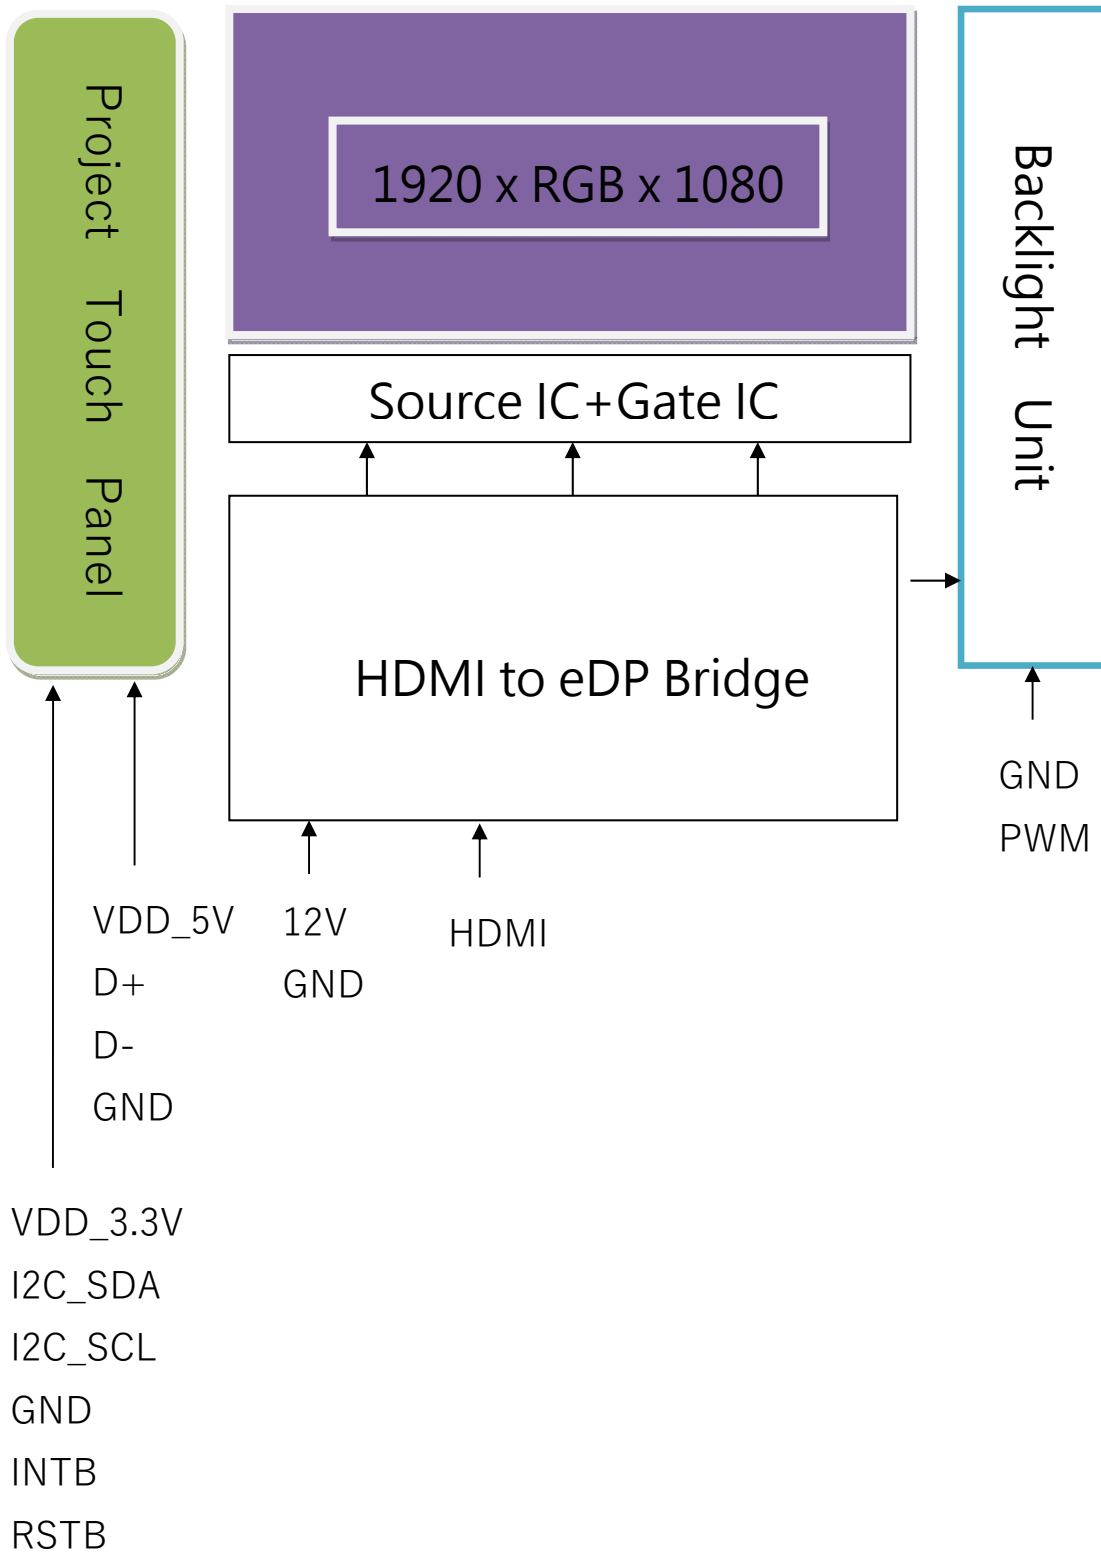 Project Touch Panel
1920 x RGB x 1080
Source IC+Gate IC
HDMI to eDP Bridge
Backlight Unit
GND
PWM
VDD_5V
D+
D-
GND
12V
GND
HDMI
VDD_3.3V
I2C_SDA
I2C_SCL
GND
INTB
RSTB